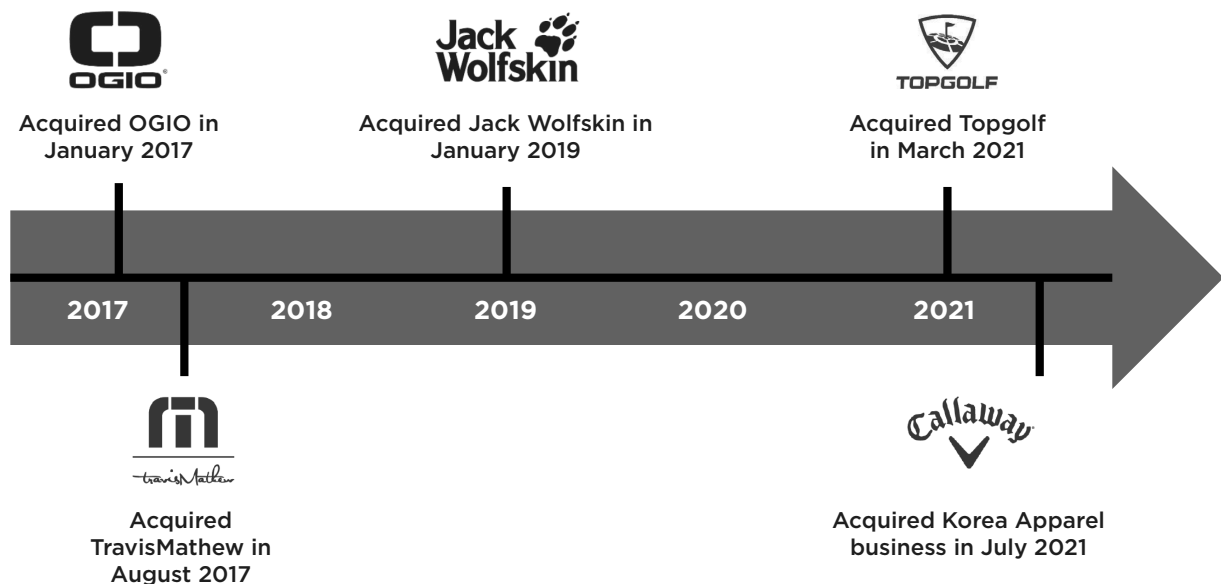 OGIO
Acquired OGIO in
January 2017
Jack
Wolfskin
Acquired Jack Wolfskin in
January 2019
TOPGOLF
Acquired Topgolf
in March 2021
2017
2018
2019
2020
2021
travisMathew
Acquired
TravisMathew in
August 2017
Callaway
Acquired Korea Apparel
business in July 2021